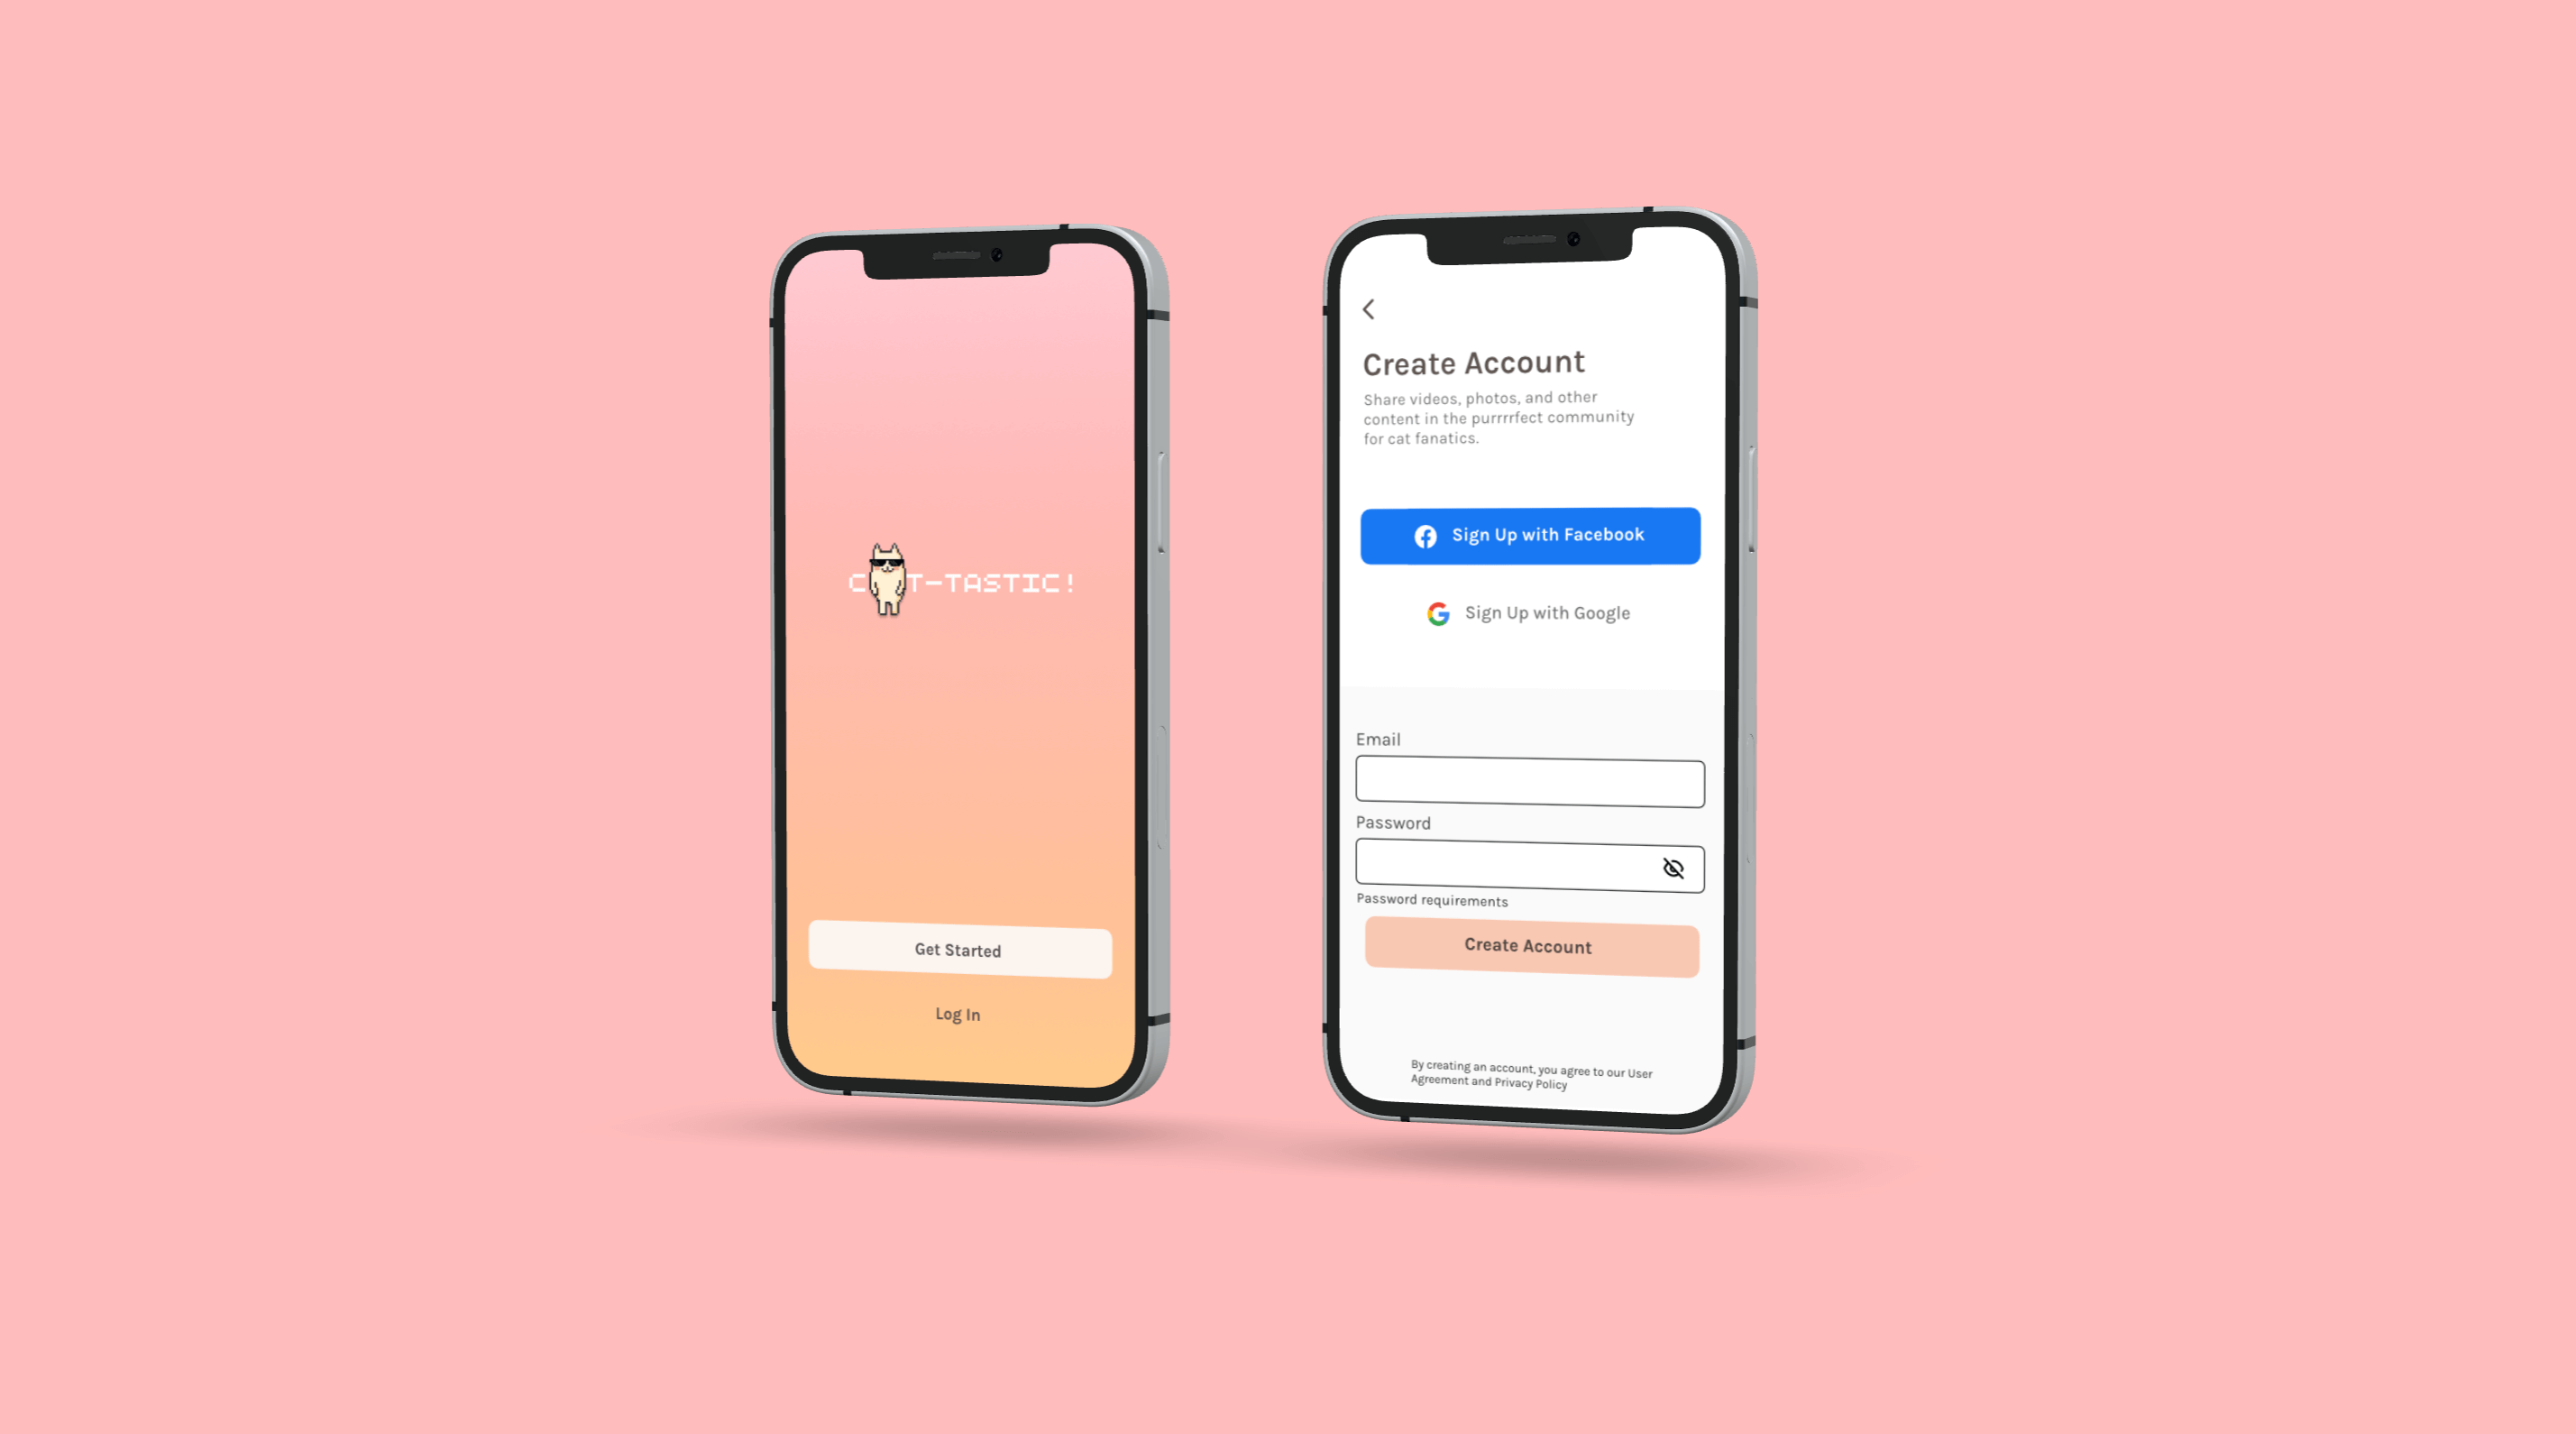 C T-TASTIC!
Get Started
Log In
Create Account
Share videos, photos, and other
content in the purrrrfect community
for cat fanatics.
Sign Up with Facebook
Sign Up with Google
Email
Password
Password requirements
Create Account
By creating an account, you agree to our User
Agreement and Privacy Policy